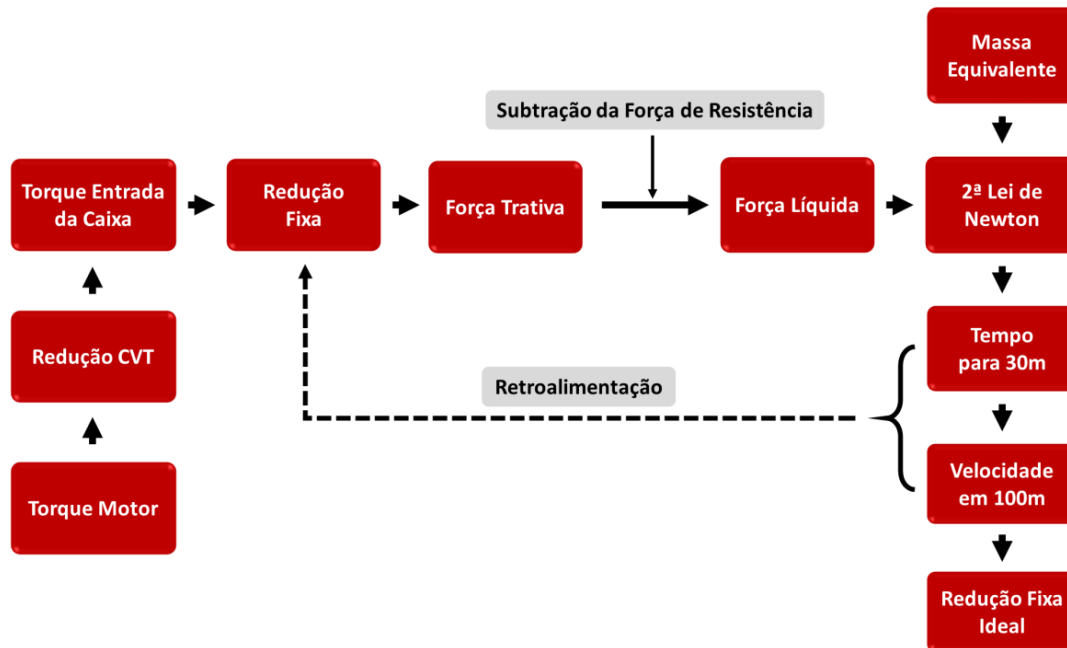 Massa
Equivalente
Subtração da Força de Resistência
Torque Entrada
da Caixa
Redução
Fixa
Força Trativa
Força Líquida
2ª Lei de
Newton
Redução CVT
Tempo
para 30m
Retroalimentação
Torque Motor
Velocidade
em 100m
Redução Fixa
Ideal